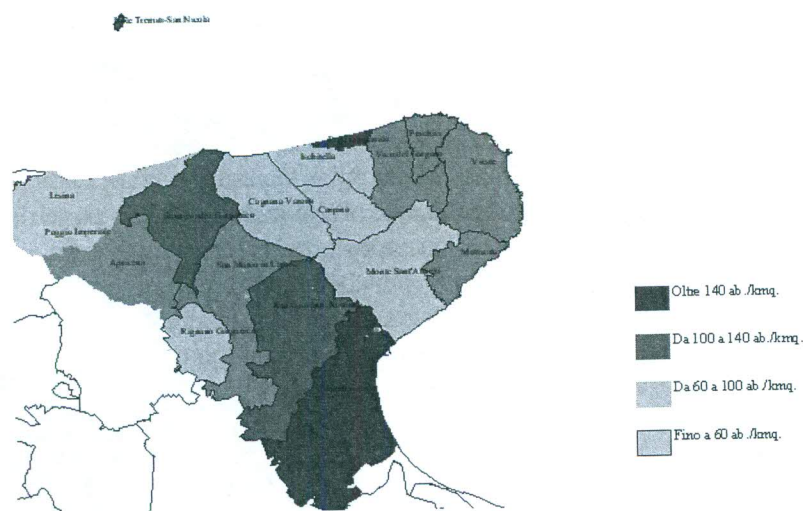 Tremiti-San Nicola
Peschici
Ischitella
Vico del Gargano
Vieste
Lesina
Cagnano Varano
Carpino
Poggio Imperiale
Apricena
San Marco in
Mattinata
Monte Sant'Angelo
Rignano Garganico
Oltre 140 ab./kmq.
Da 100 a 140 ab./kmq.
Da 60 a 100 ab./kmq.
Fino a 60 ab./kmq.